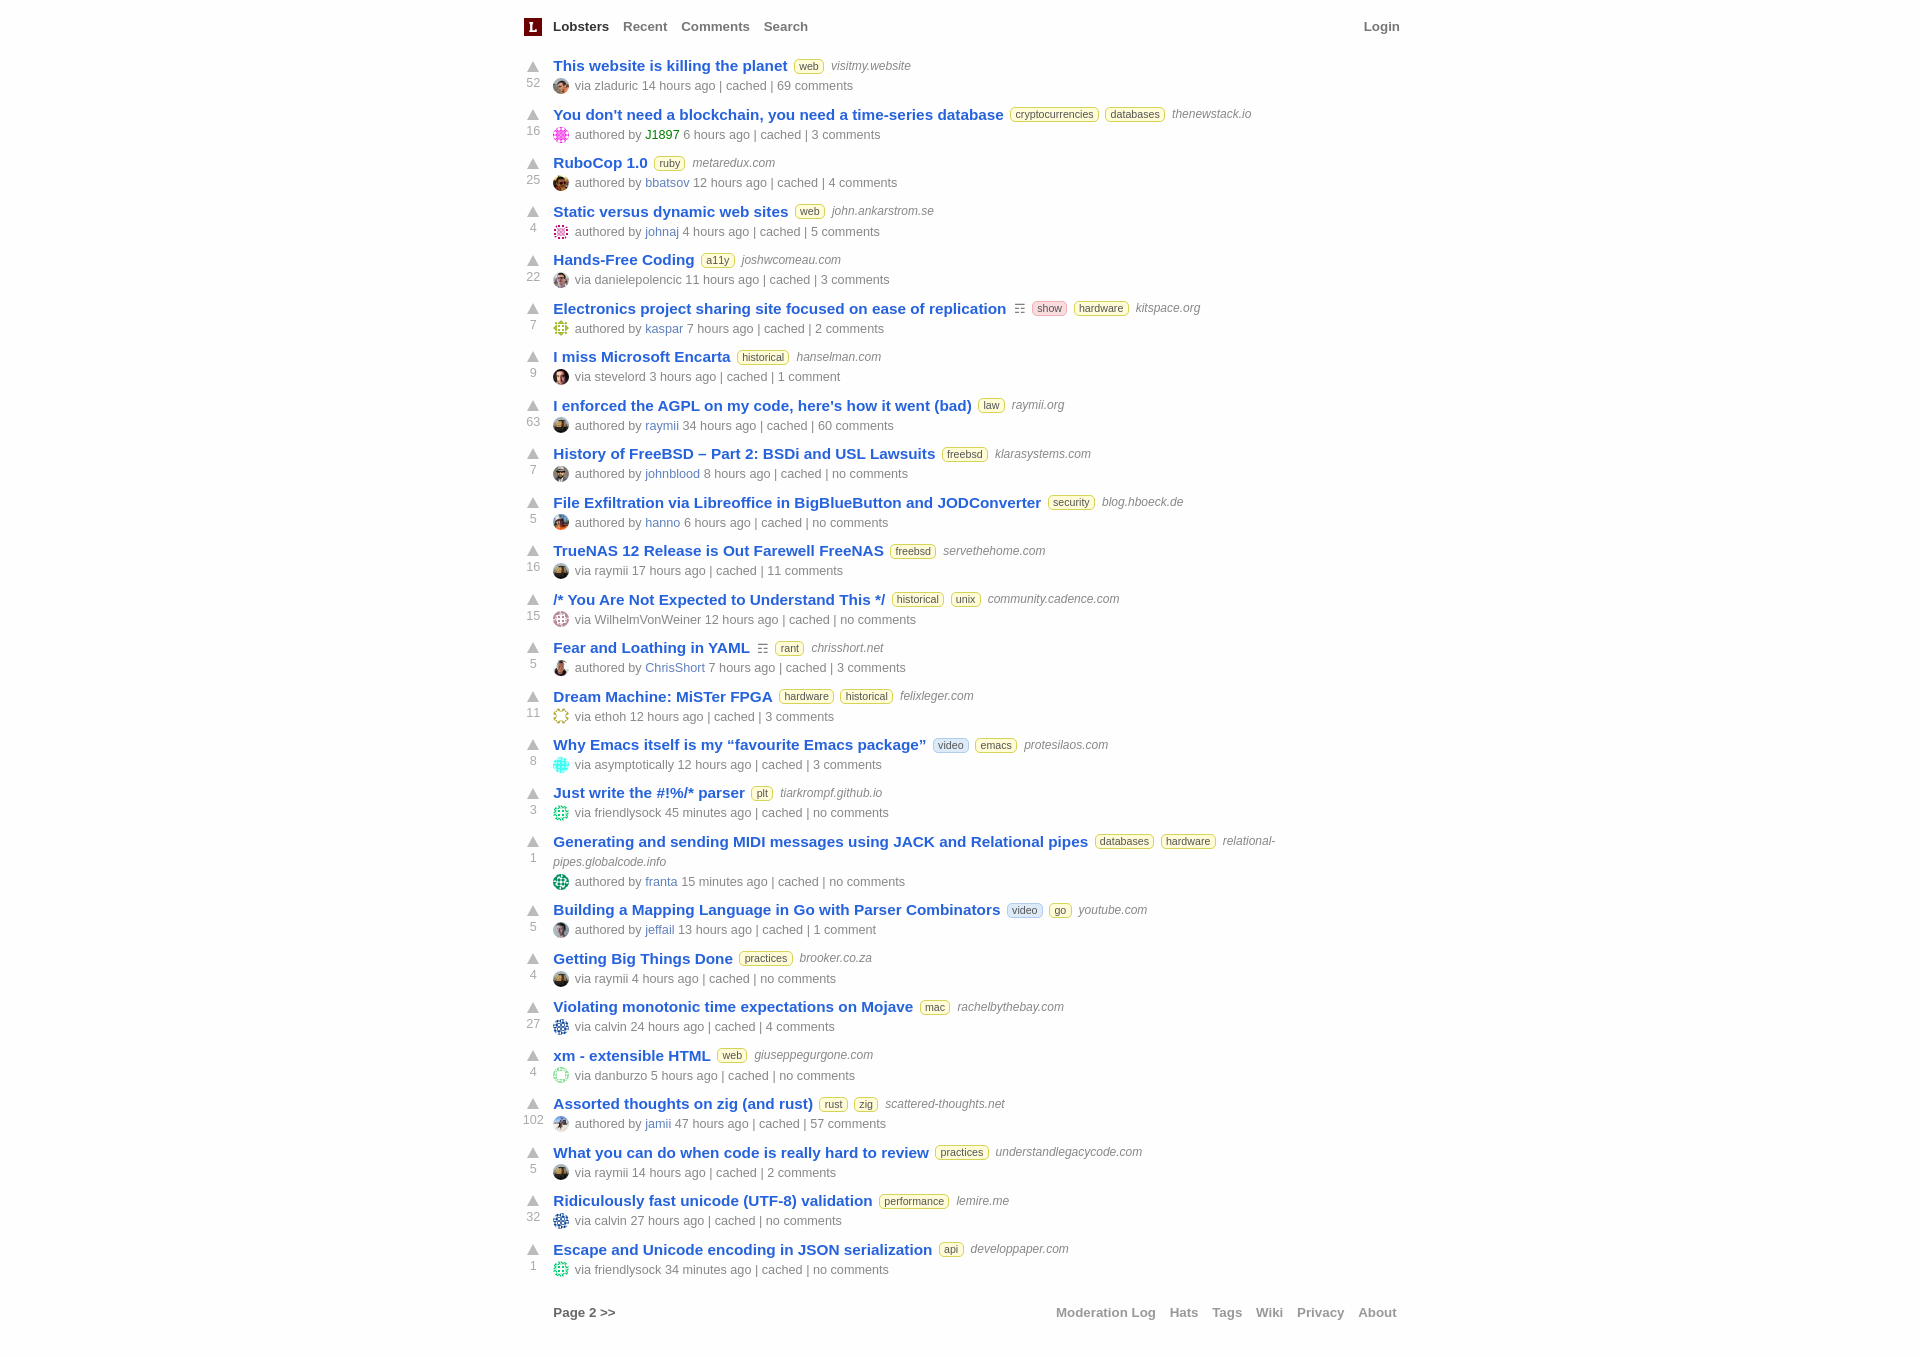 L Lobsters Recent Comments Search Login
This website is killing the planet web visitmy.website
52 via zladuric 14 hours ago | cached | 69 comments
You don't need a blockchain, you need a time-series database cryptocurrencies databases thenewstack.io
16 authored by J1897 6 hours ago | cached | 3 comments
RuboCop 1.0 ruby metaredux.com
25 authored by bbatsov 12 hours ago | cached | 4 comments
Static versus dynamic web sites web john.ankarstrom.se
4 authored by johnaj 4 hours ago | cached | 5 comments
Hands-Free Coding a11y joshwcomeau.com
22 via danielepolencic 11 hours ago | cached | 3 comments
Electronics project sharing site focused on ease of replication ☶ show hardware kitspace.org
7 authored by kaspar 7 hours ago | cached | 2 comments
I miss Microsoft Encarta historical hanselman.com
9 via stevelord 3 hours ago | cached | 1 comment
I enforced the AGPL on my code, here's how it went (bad) law raymii.org
63 authored by raymii 34 hours ago | cached | 60 comments
History of FreeBSD – Part 2: BSDi and USL Lawsuits freebsd klarasystems.com
7 authored by johnblood 8 hours ago | cached | no comments
File Exfiltration via Libreoffice in BigBlueButton and JODConverter security blog.hboeck.de
5 authored by hanno 6 hours ago | cached | no comments
TrueNAS 12 Release is Out Farewell FreeNAS freebsd servethehome.com
16 via raymii 17 hours ago | cached | 11 comments
/* You Are Not Expected to Understand This */ historical unix community.cadence.com
15 via WilhelmVonWeiner 12 hours ago | cached | no comments
Fear and Loathing in YAML ☶ rant chrisshort.net
5 authored by ChrisShort 7 hours ago | cached | 3 comments
Dream Machine: MiSTer FPGA hardware historical felixleger.com
11 via ethoh 12 hours ago | cached | 3 comments
Why Emacs itself is my “favourite Emacs package” video emacs protesilaos.com
8 via asymptotically 12 hours ago | cached | 3 comments
Just write the #!%/* parser plt tiarkrompf.github.io
3 via friendlysock 45 minutes ago | cached | no comments
Generating and sending MIDI messages using JACK and Relational pipes databases hardware relational-
pipes.globalcode.info
1 authored by franta 15 minutes ago | cached | no comments
Building a Mapping Language in Go with Parser Combinators video go youtube.com
5 authored by jeffail 13 hours ago | cached | 1 comment
Getting Big Things Done practices brooker.co.za
4 via raymii 4 hours ago | cached | no comments
Violating monotonic time expectations on Mojave mac rachelbythebay.com
27 via calvin 24 hours ago | cached | 4 comments
xm - extensible HTML web giuseppegurgone.com
4 via danburzo 5 hours ago | cached | no comments
Assorted thoughts on zig (and rust) rust zig scattered-thoughts.net
102 authored by jamii 47 hours ago | cached | 57 comments
What you can do when code is really hard to review practices understandlegacycode.com
5 via raymii 14 hours ago | cached | 2 comments
Ridiculously fast unicode (UTF-8) validation performance lemire.me
32 via calvin 27 hours ago | cached | no comments
Escape and Unicode encoding in JSON serialization api developpaper.com
1 via friendlysock 34 minutes ago | cached | no comments
Page 2 >> Moderation Log Hats Tags Wiki Privacy About